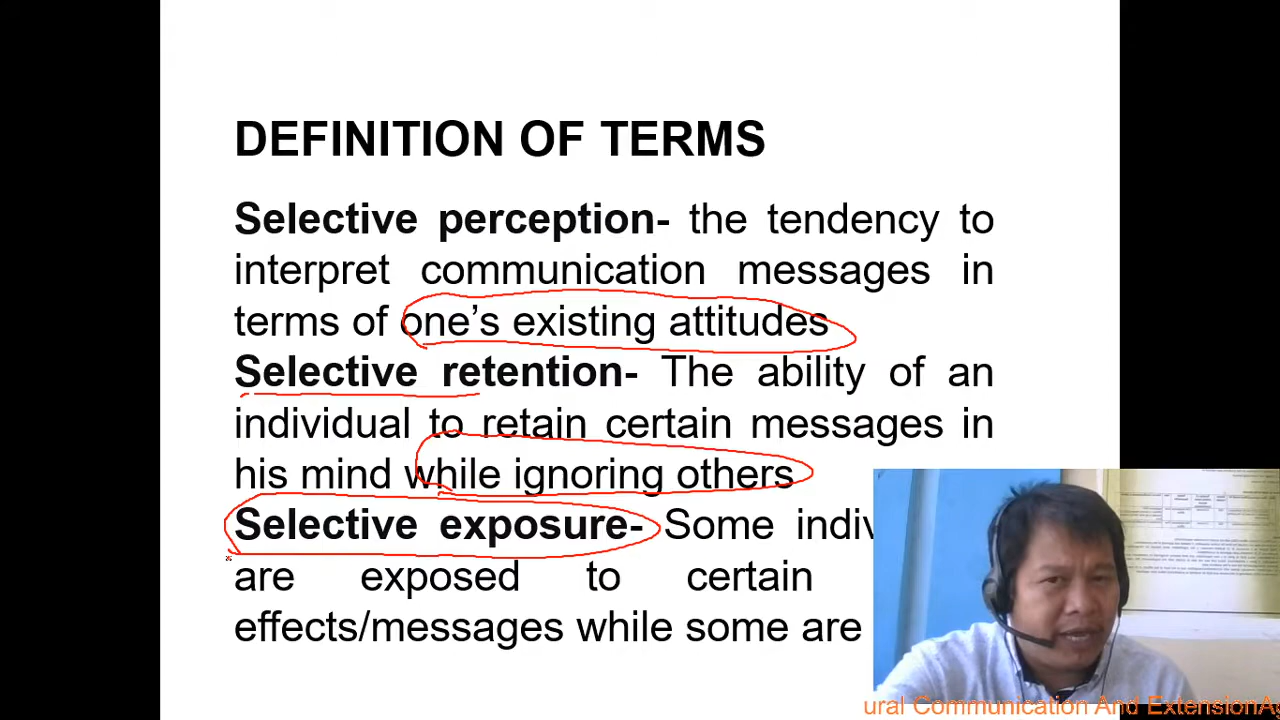 DEFINITION OF TERMS
Selective perception- the tendency to
interpret communication messages in
terms of one’s existing attitudes
Selective retention- The ability of an
individual to retain certain messages in
his mind while ignoring others
Selective exposure- Some
are exposed to certain
effects/messages while some are
Communication And Extension